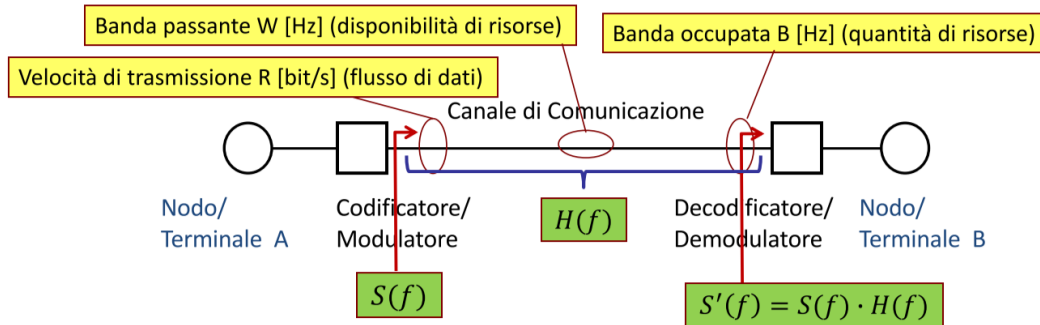 Banda passante W [Hz] (disponibilità di risorse)
Banda occupata B [Hz] (quantità di risorse)
Velocità di trasmissione R [bit/s] (flusso di dati)
Canale di Comunicazione
Nodo/
Terminale A
Codificatore/
Modulatore
H(f)
Decodificatore/
Demodulatore
Nodo/
Terminale B
S(f)
S′(f) = S(f) · H(f)